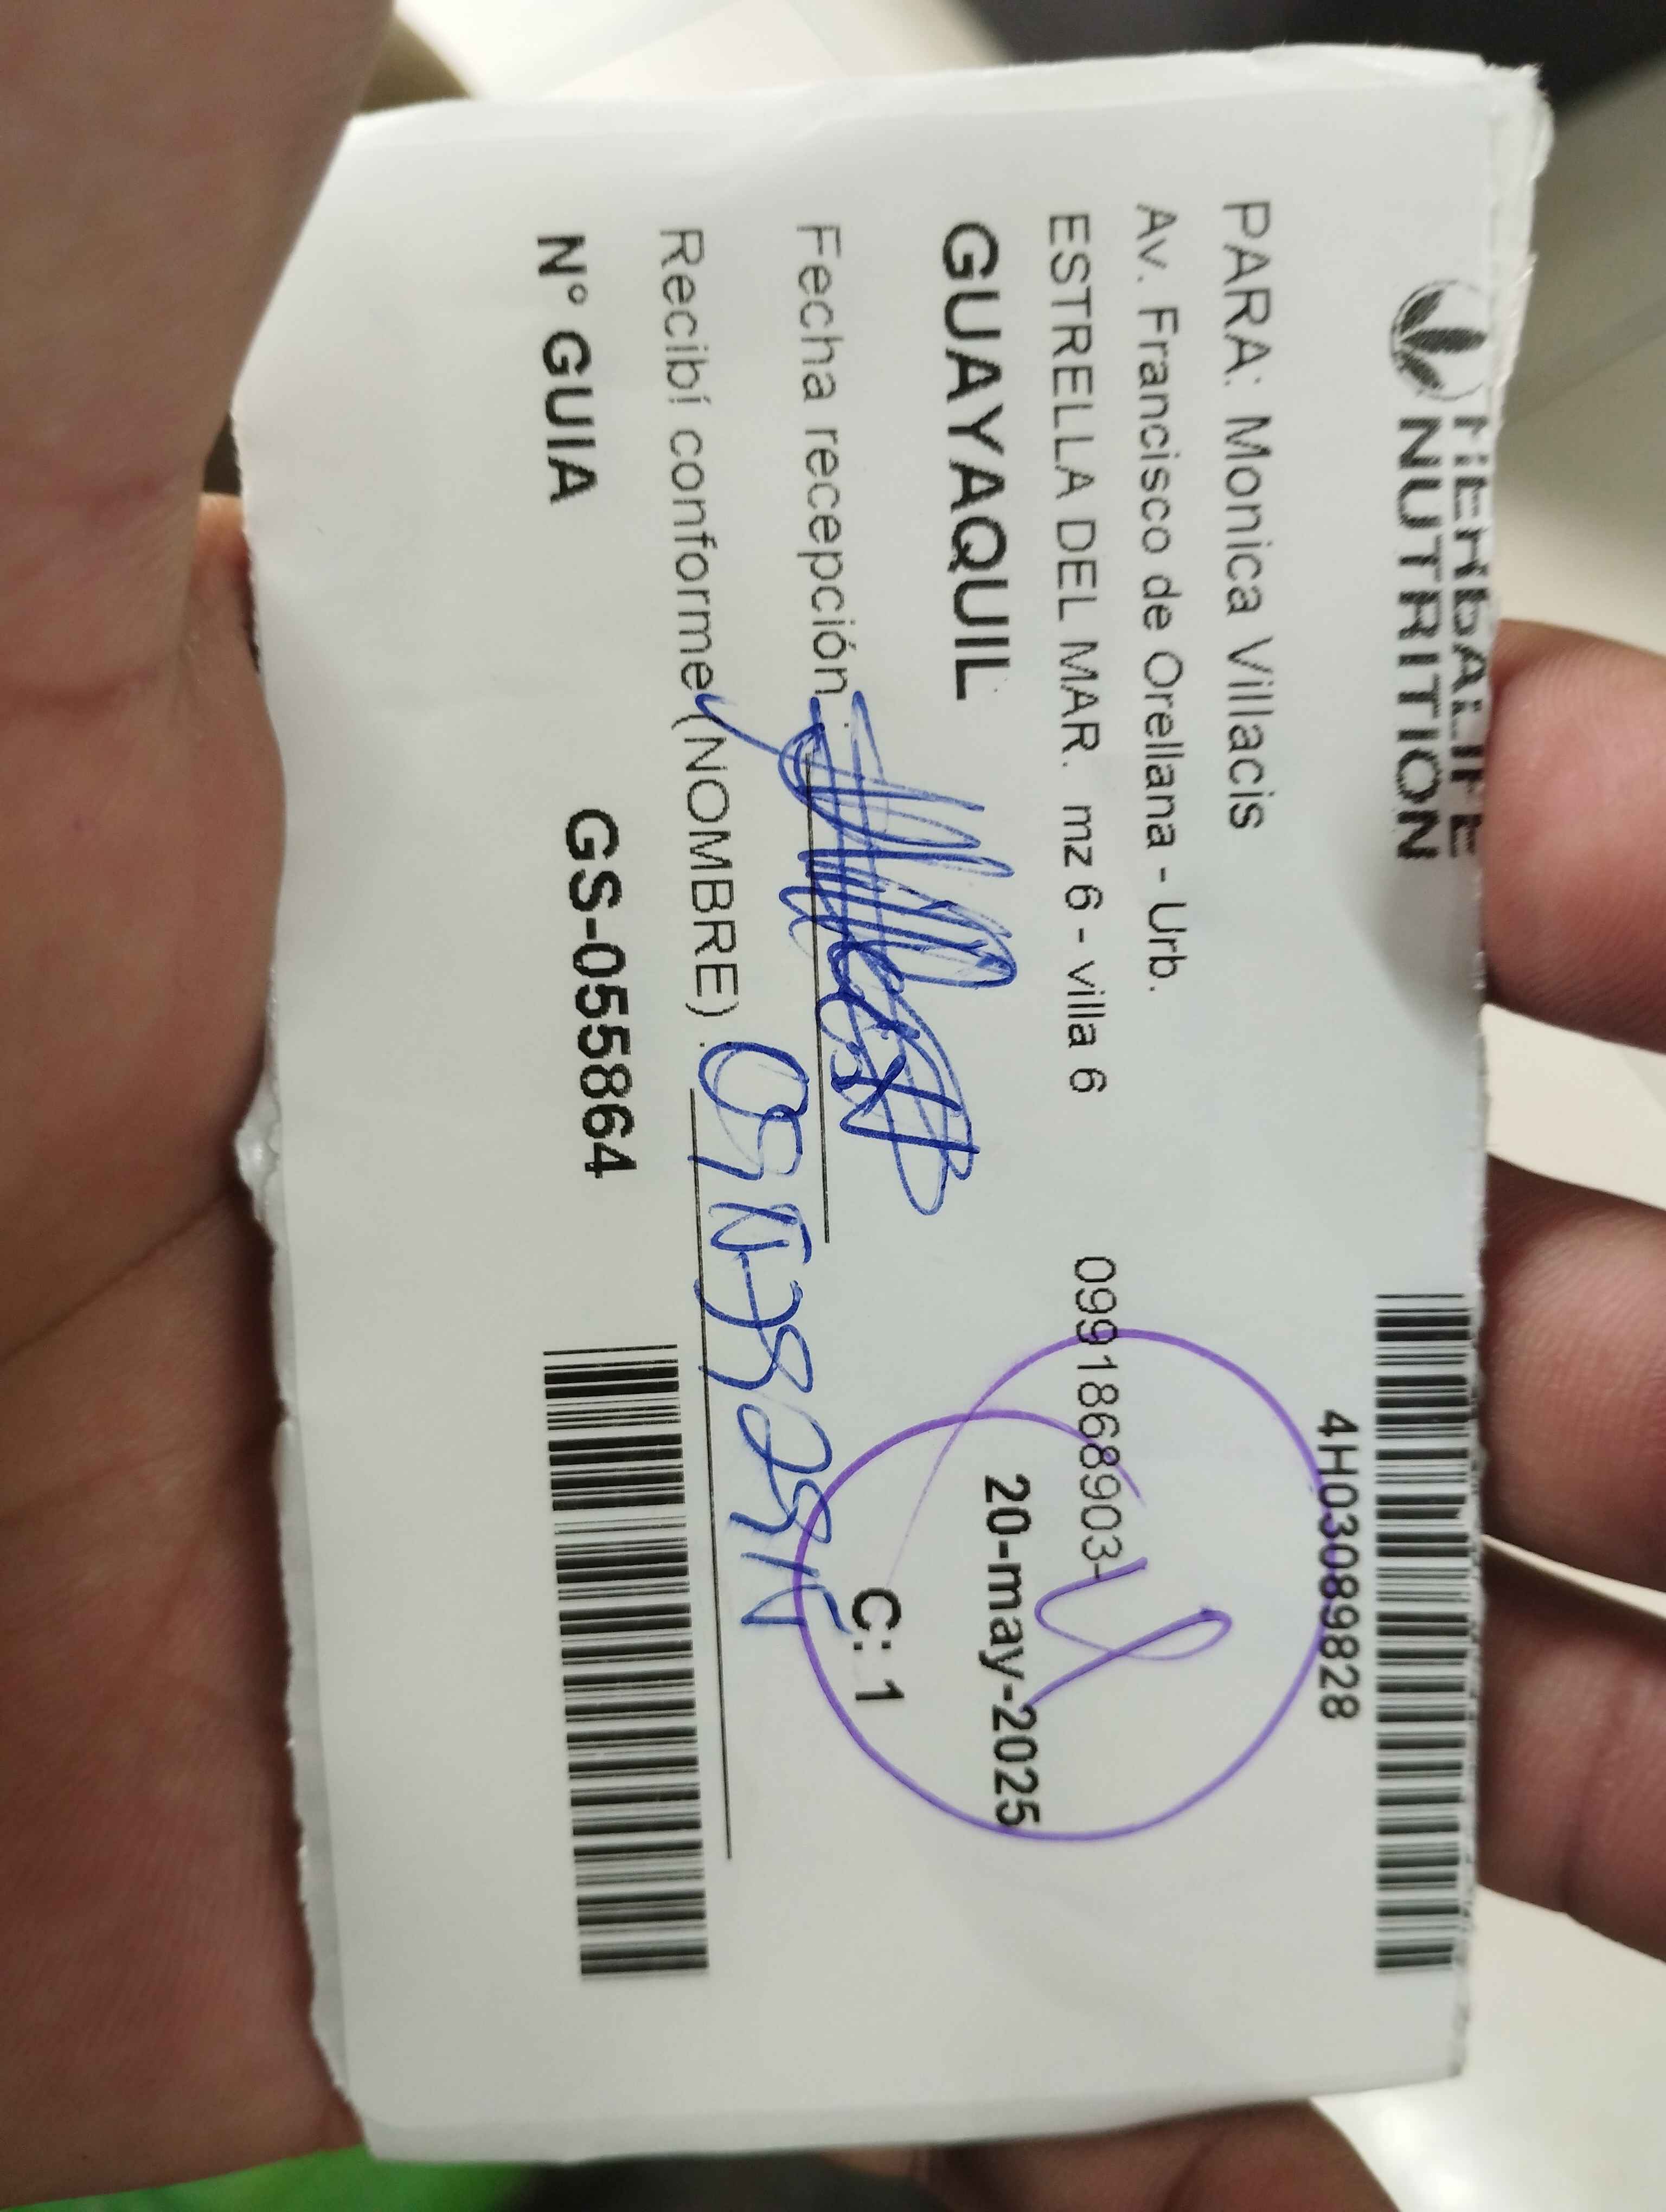 HERBALIFE
NUTRITION
4H03089828
PARA: Monica Villacis
Av. Francisco de Orellana - Urb.
ESTRELLA DEL MAR. mz 6 - villa 6
0991868903-
GUAYAQUIL
20-may-2025
Fecha recepción :
C: 1
Recibí conforme (NOMBRE) :
N° GUIA GS-055864